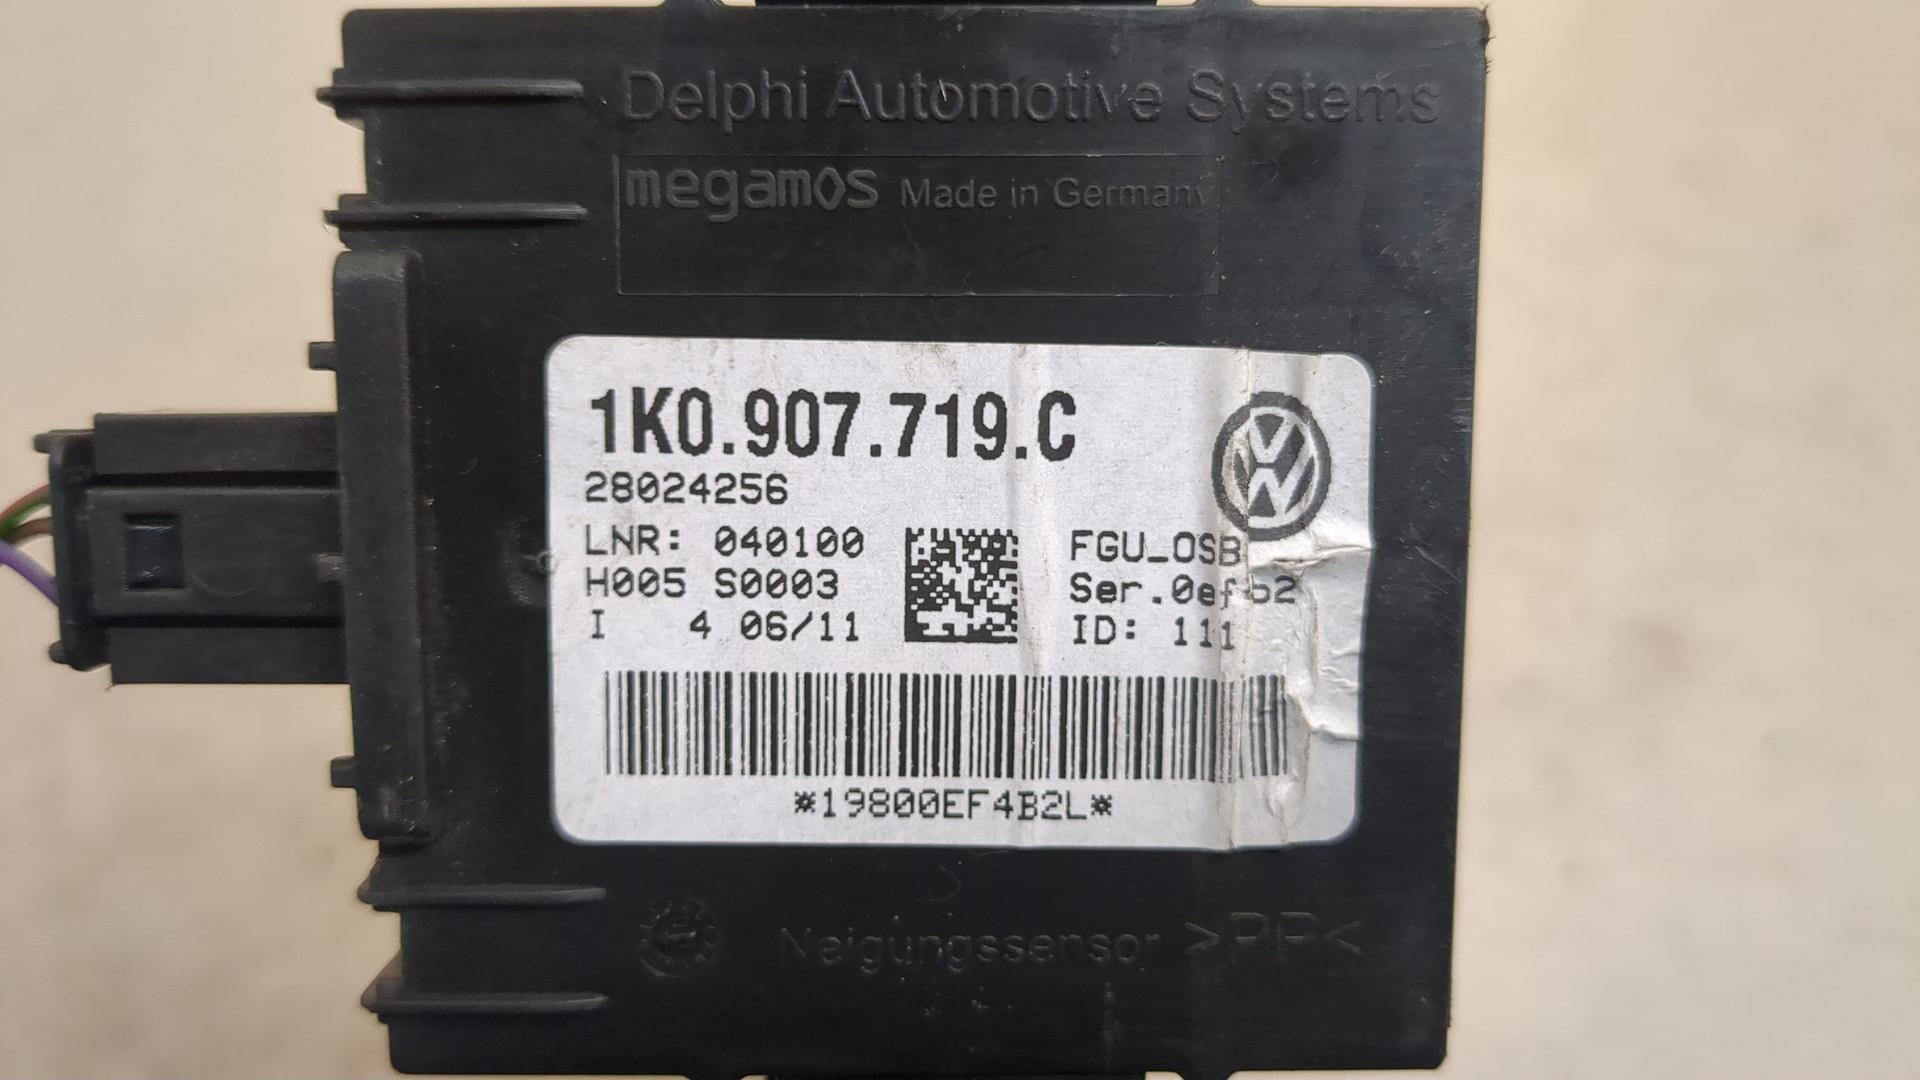 Delphi Automotive Systems
megamos Made in Germany
1K0.907.719.C
28024256
LNR: 040100
H005 S0003
I 4 06/11
FGU_OSB
ID: 111
*19800EF4B2L*
Neigungssensor >PP<